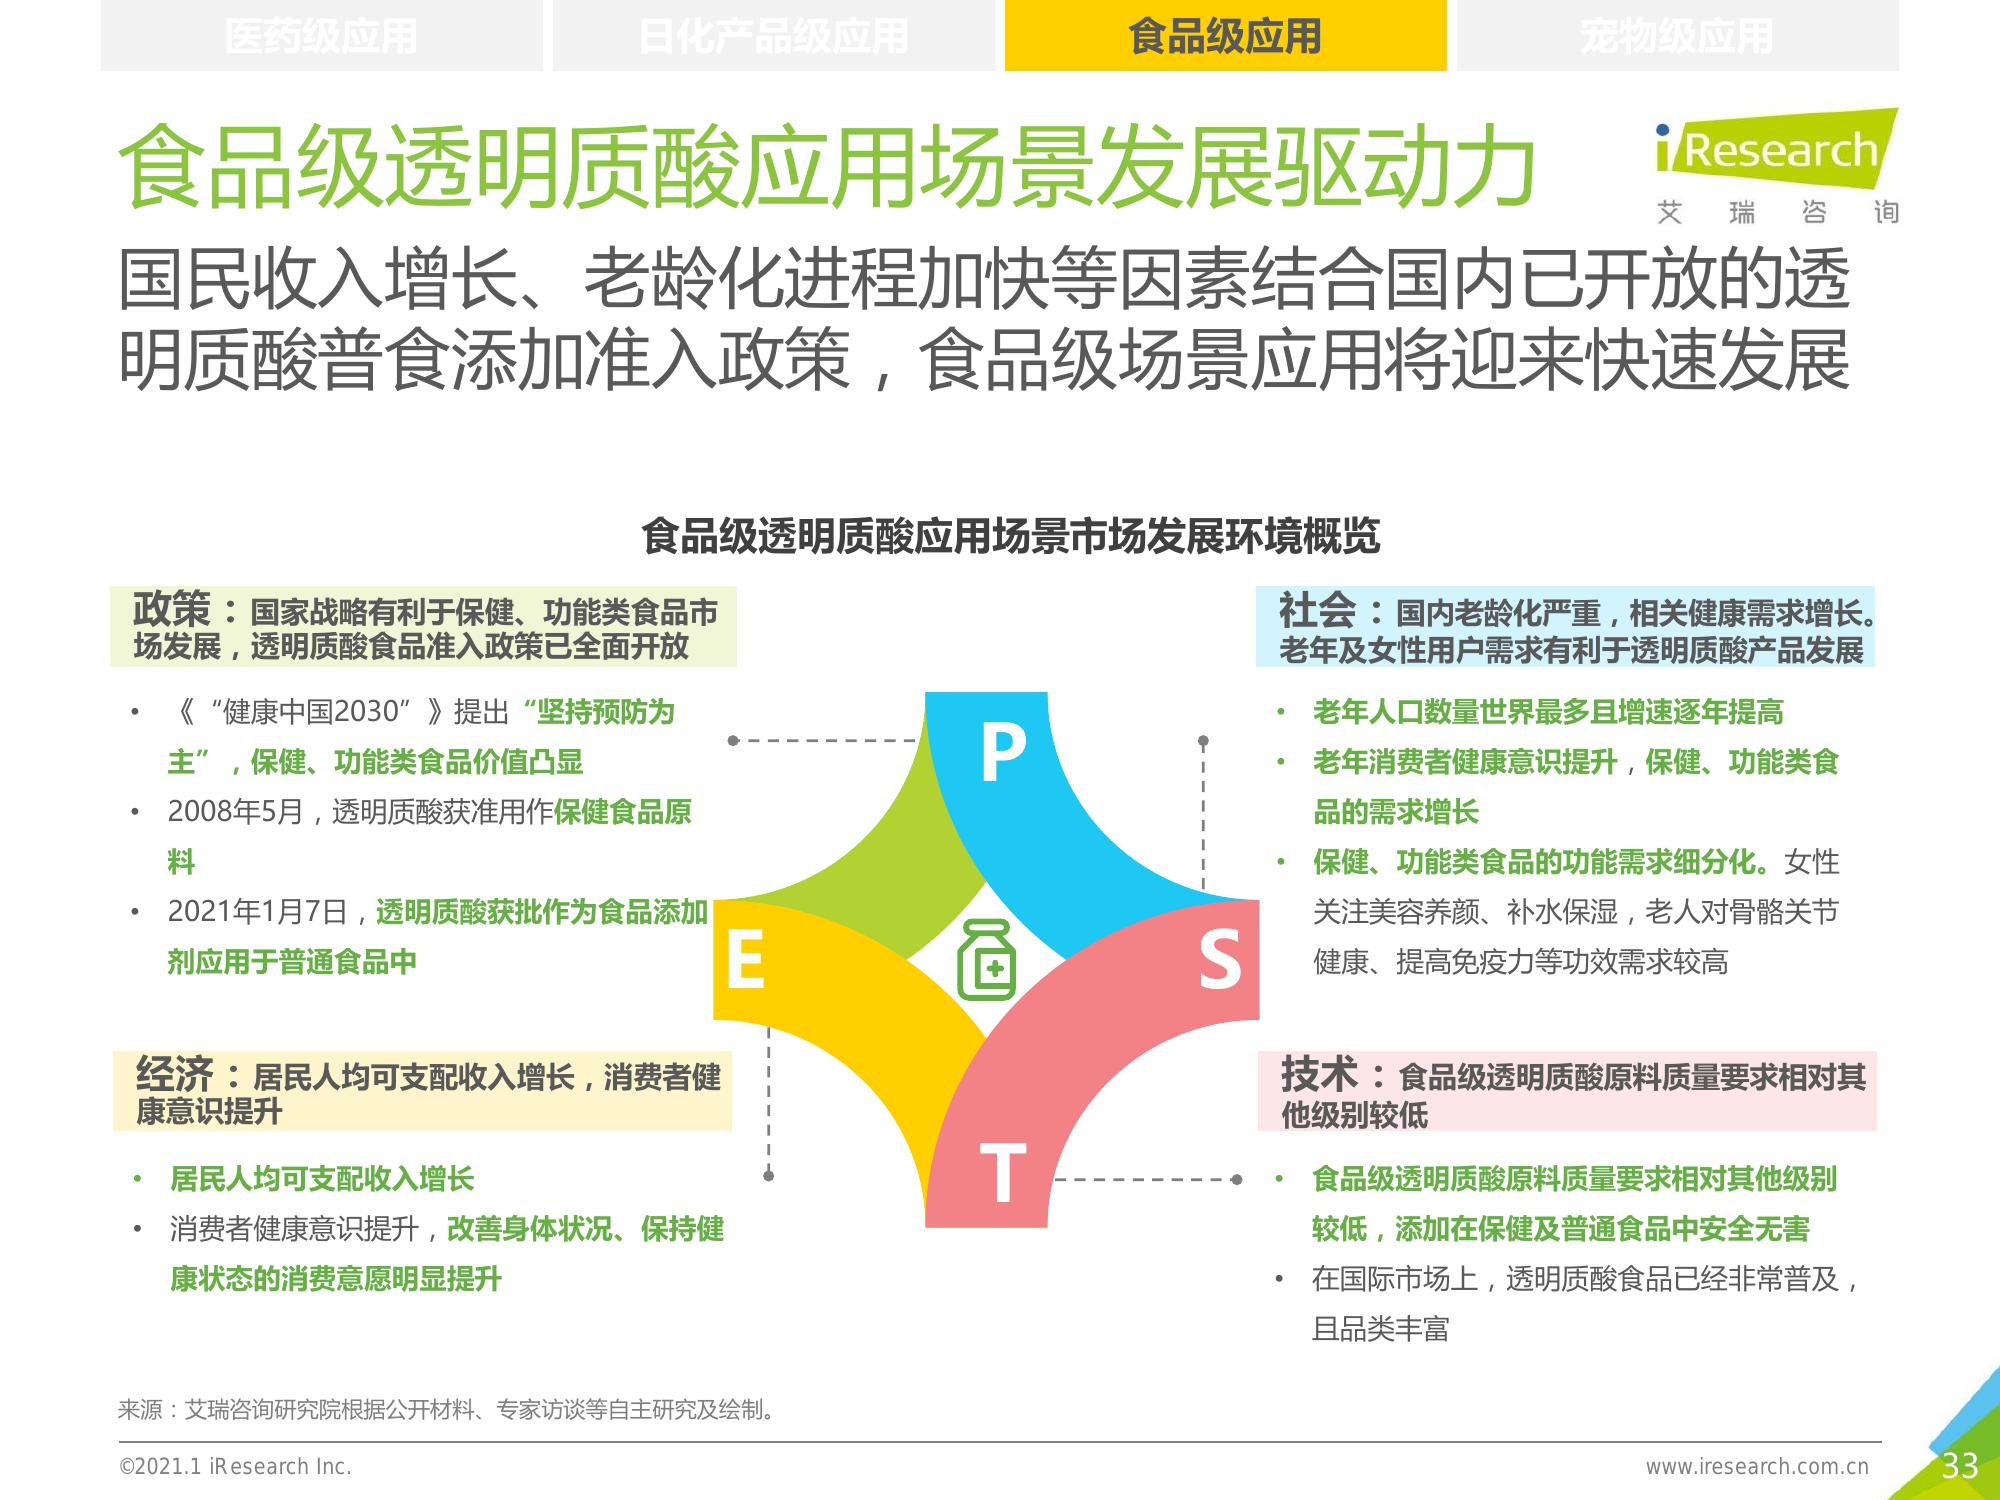 医药级应用
日化产品级应用
食品级应用
宠物级应用
食品级透明质酸应用场景发展驱动力
iResearch
艾瑞咨询
国民收入增长、老龄化进程加快等因素结合国内已开放的透
明质酸普食添加准入政策，食品级场景应用将迎来快速发展
食品级透明质酸应用场景市场发展环境概览
政策：国家战略有利于保健、功能类食品市
场发展，透明质酸食品准入政策已全面开放
• 《“健康中国2030”》提出“坚持预防为
主”，保健、功能类食品价值凸显
• 2008年5月，透明质酸获准用作保健食品原
料
• 2021年1月7日，透明质酸获批作为食品添加
剂应用于普通食品中
社会：国内老龄化严重，相关健康需求增长。
老年及女性用户需求有利于透明质酸产品发展
• 老年人口数量世界最多且增速逐年提高
• 老年消费者健康意识提升，保健、功能类食
品的需求增长
• 保健、功能类食品的功能需求细分化。女性
关注美容养颜、补水保湿，老人对骨骼关节
健康、提高免疫力等功效需求较高
P
E
S
T
经济：居民人均可支配收入增长，消费者健
康意识提升
• 居民人均可支配收入增长
• 消费者健康意识提升，改善身体状况、保持健
康状态的消费意愿明显提升
技术：食品级透明质酸原料质量要求相对其
他级别较低
• 食品级透明质酸原料质量要求相对其他级别
较低，添加在保健及普通食品中安全无害
• 在国际市场上，透明质酸食品已经非常普及，
且品类丰富
来源：艾瑞咨询研究院根据公开材料、专家访谈等自主研究及绘制。
©2021.1 iResearch Inc.
www.iresearch.com.cn
33